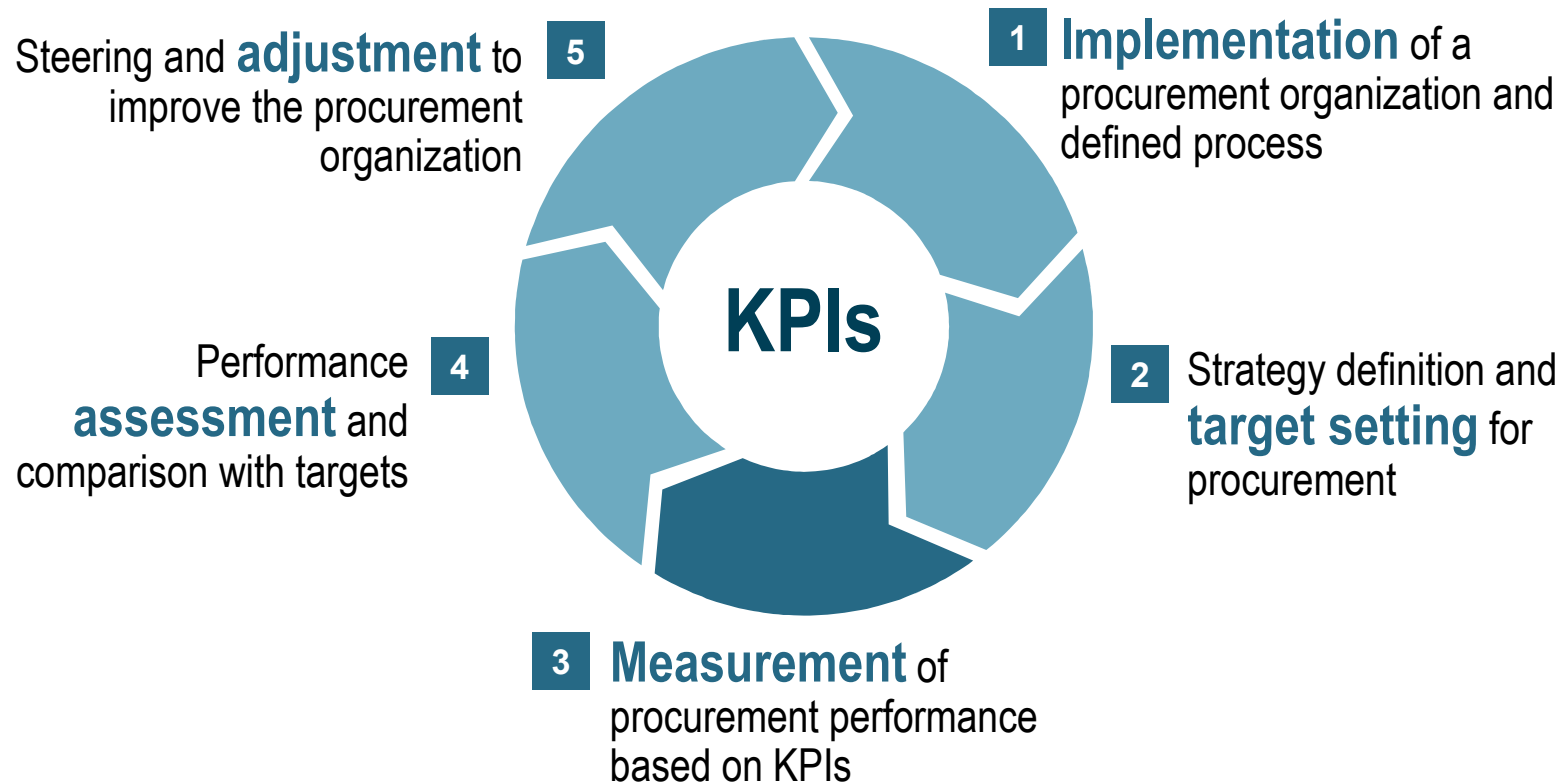 1
Implementation of a
procurement organization and
defined process
2
Strategy definition and
target setting for
procurement
3
Measurement of
procurement performance
based on KPIs
4
Performance
assessment and
comparison with targets
5
Steering and adjustment to
improve the procurement
organization
KPIs